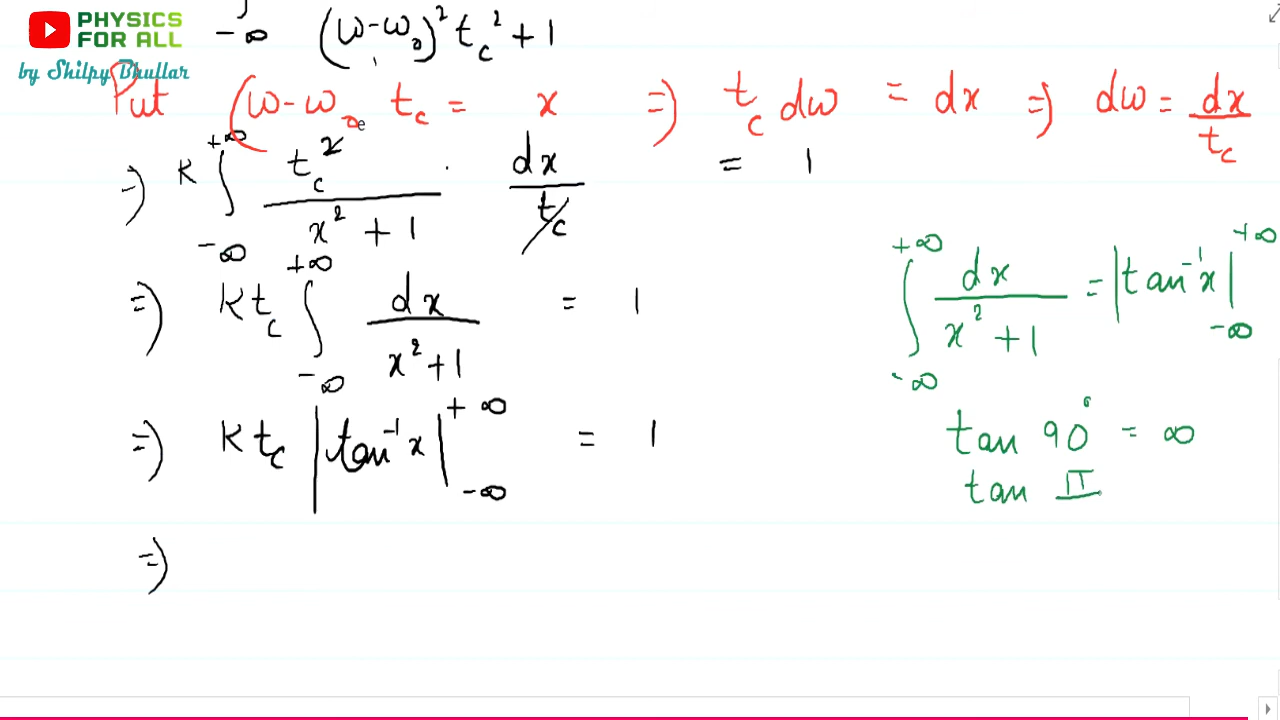 PHYSICS
FOR ALL
by Shilpy Bhullar
-∞ (ω-ω₀)² t_c² + 1
Put (ω-ω₀ t_c = x ⇒ t_c dω = dx ⇒ dω = dx/t_c
⇒ K ∫_{-∞}^{+∞} t_c²/(x² + 1) · dx/t_c = 1
⇒ K t_c ∫_{-∞}^{+∞} dx/(x² + 1) = 1
∫_{-∞}^{+∞} dx/(x² + 1) = |tan⁻¹ x|_{-∞}^{+∞}
⇒ K t_c |tan⁻¹ x|_{-∞}^{+∞} = 1
tan 90° = ∞
tan π
⇒